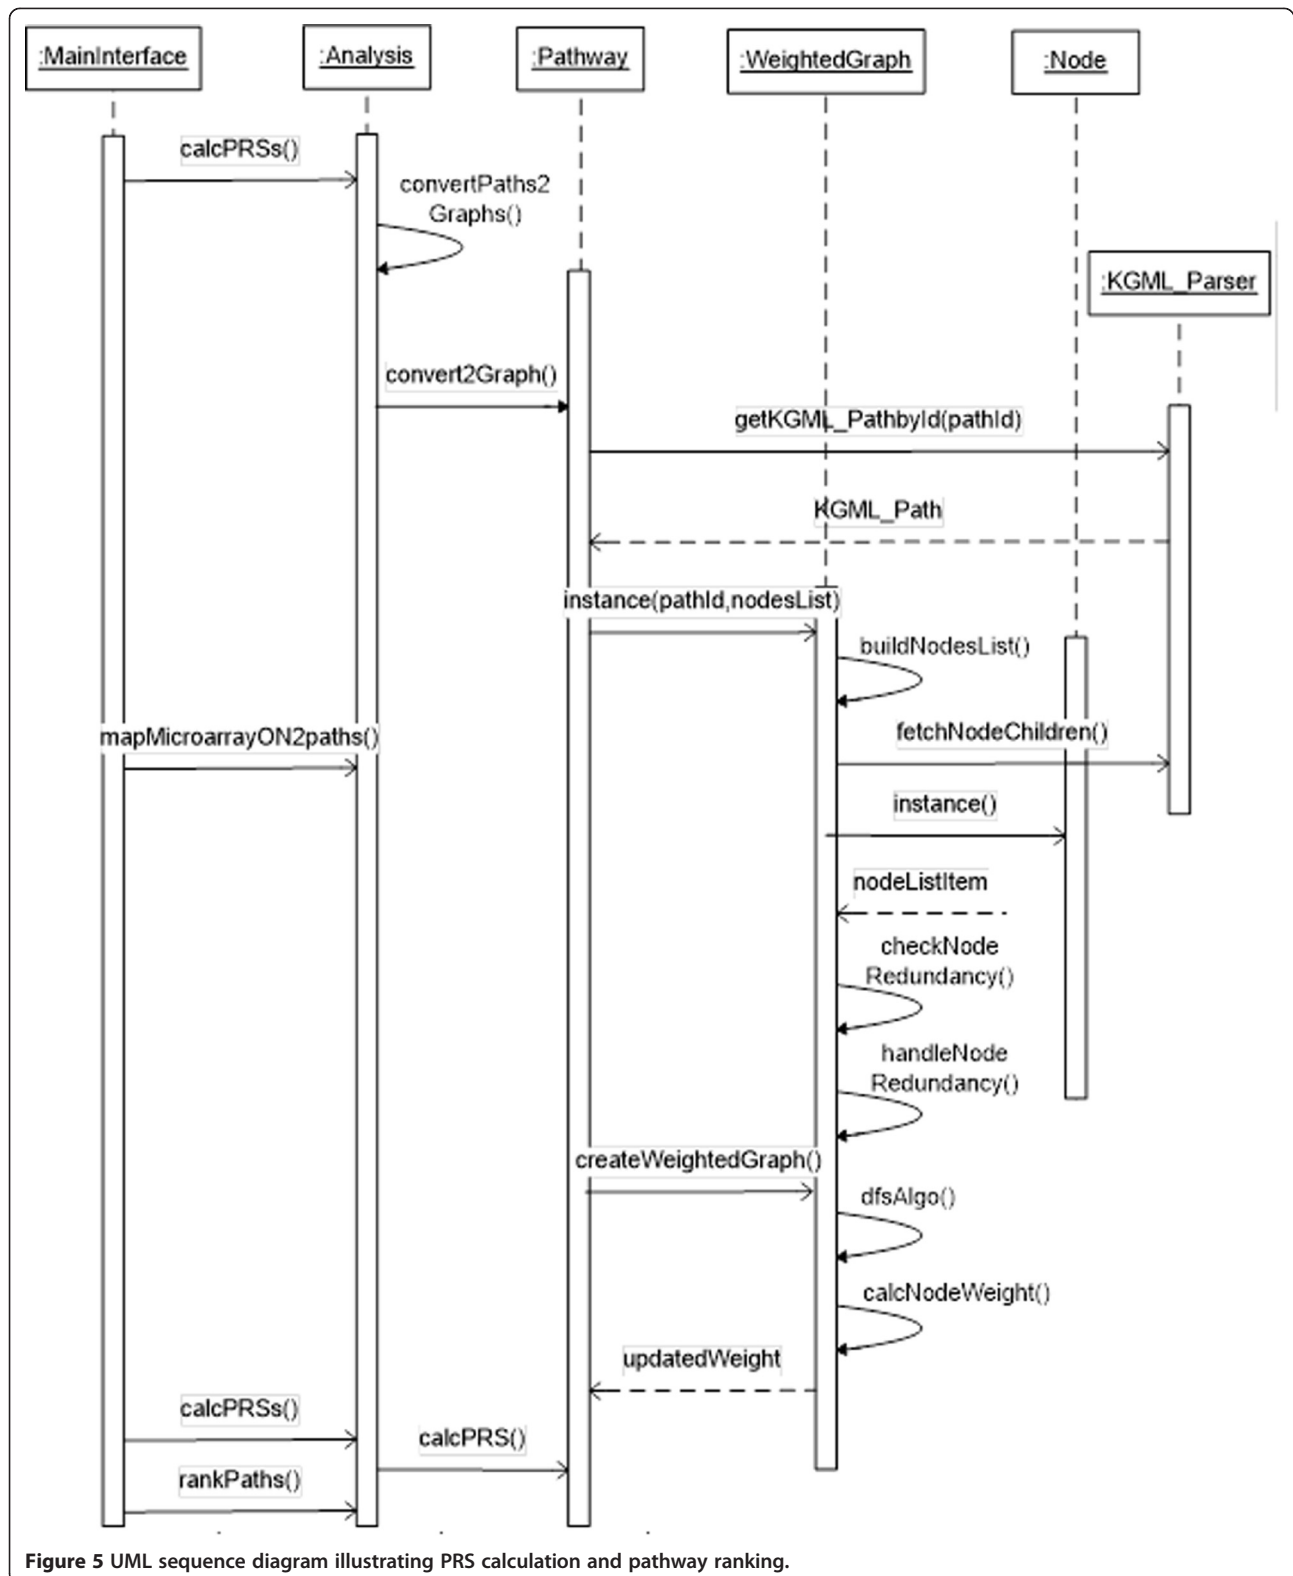 :MainInterface
:Analysis
:Pathway
:WeightedGraph
:Node
calcPRSs()
convertPaths2
Graphs()
:KGML_Parser
convert2Graph()
getKGML_PathbyId(pathId)
KGML_Path
instance(pathId,nodesList)
buildNodesList()
mapMicroarrayON2paths()
fetchNodeChildren()
instance()
nodeListItem
checkNode
Redundancy()
handleNode
Redundancy()
createWeightedGraph()
dfsAlgo()
calcNodeWeight()
updatedWeight
calcPRSs()
calcPRS()
rankPaths()
Figure 5 UML sequence diagram illustrating PRS calculation and pathway ranking.